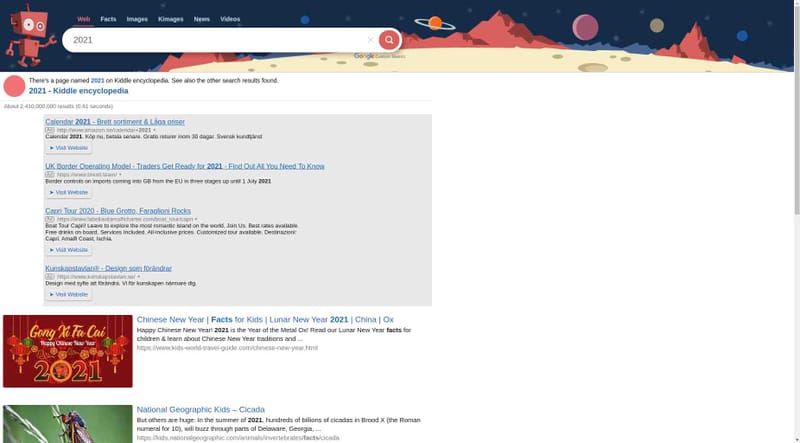 Web Facts Images Kimages News Videos
2021
Google Custom Search
There's a page named 2021 on Kiddle encyclopedia. See also the other search results found.
2021 - Kiddle encyclopedia
About 2,410,000,000 results (0.61 seconds)
Calendar 2021 - Brett sortiment & Låga priser
Ad http://www.amazon.se/calendar+2021
Calendar 2021. Köp nu, betala senare. Gratis returer inom 30 dagar. Svensk kundtjänst
➤ Visit Website
UK Border Operating Model - Traders Get Ready for 2021 - Find Out All You Need To Know
Ad https://www.brexit.team/
Border controls on imports coming into GB from the EU in three stages up until 1 July 2021
➤ Visit Website
Capri Tour 2020 - Blue Grotto, Faraglioni Rocks
Ad
Boat Tour Capri! Leave to explore the most romantic island on the world. Join Us. Best rates available.
Free drinks on board. Services Included. All-inclusive prices. Customized tour available. Destinazioni:
Capri, Amalfi Coast, Ischia.
➤ Visit Website
Kunskapstavlan® - Design som förändrar
Ad https://www.kunskapstavlan.se/
Design med syfte att förändra. Vi för kunskapen närmare dig.
➤ Visit Website
Gong Xi Fa Cai
Happy Chinese New Year
2021
Chinese New Year | Facts for Kids | Lunar New Year 2021 | China | Ox
Happy Chinese New Year! 2021 is the Year of the Metal Ox! Read our Lunar New Year facts for
children & learn about Chinese New Year traditions and ...
https://www.kids-world-travel-guide.com/chinese-new-year.html
National Geographic Kids – Cicada
But others are huge: In the summer of 2021, hundreds of billions of cicadas in Brood X (the Roman
numeral for 10), will buzz through parts of Delaware, Georgia, ...
https://kids.nationalgeographic.com/animals/invertebrates/facts/cicada